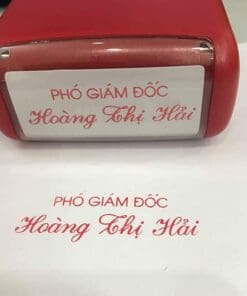 PHÓ GIÁM ĐỐC
Hoàng Thị Hải
PHÓ GIÁM ĐỐC
Hoàng Thị Hải